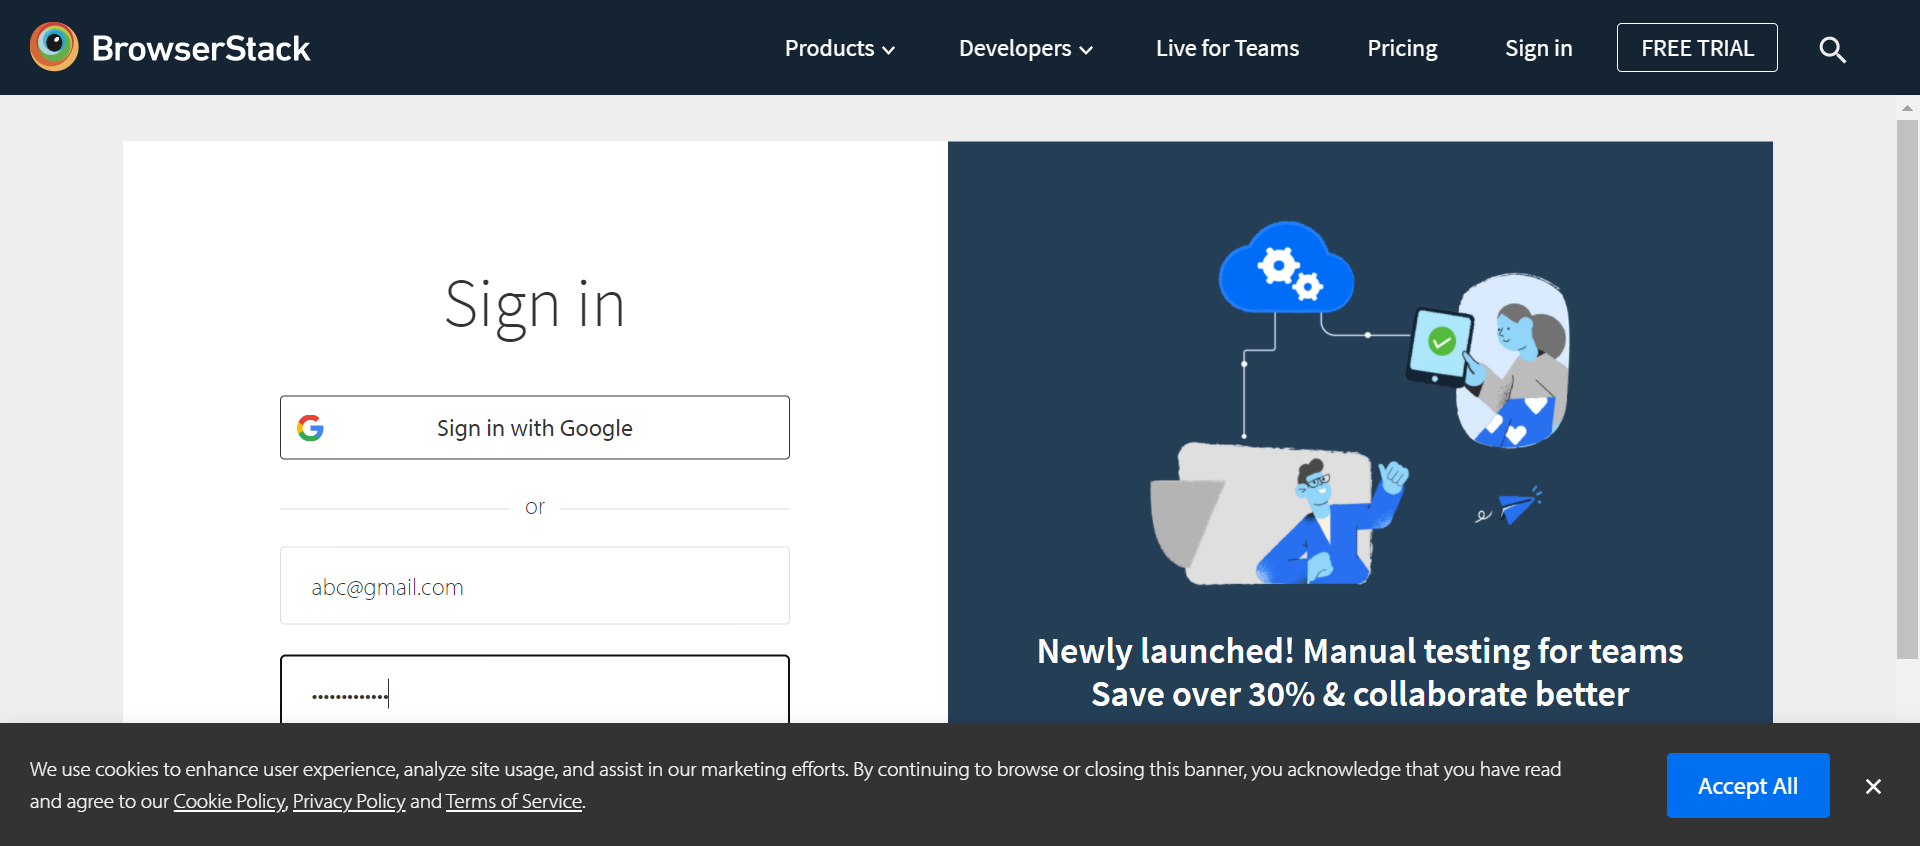 BrowserStack
Products
Developers
Live for Teams
Pricing
Sign in
FREE TRIAL
Sign in
Sign in with Google
or
abc@gmail.com
•••••••••••••
Newly launched! Manual testing for teams
Save over 30% & collaborate better
We use cookies to enhance user experience, analyze site usage, and assist in our marketing efforts. By continuing to browse or closing this banner, you acknowledge that you have read
and agree to our Cookie Policy, Privacy Policy and Terms of Service.
Accept All